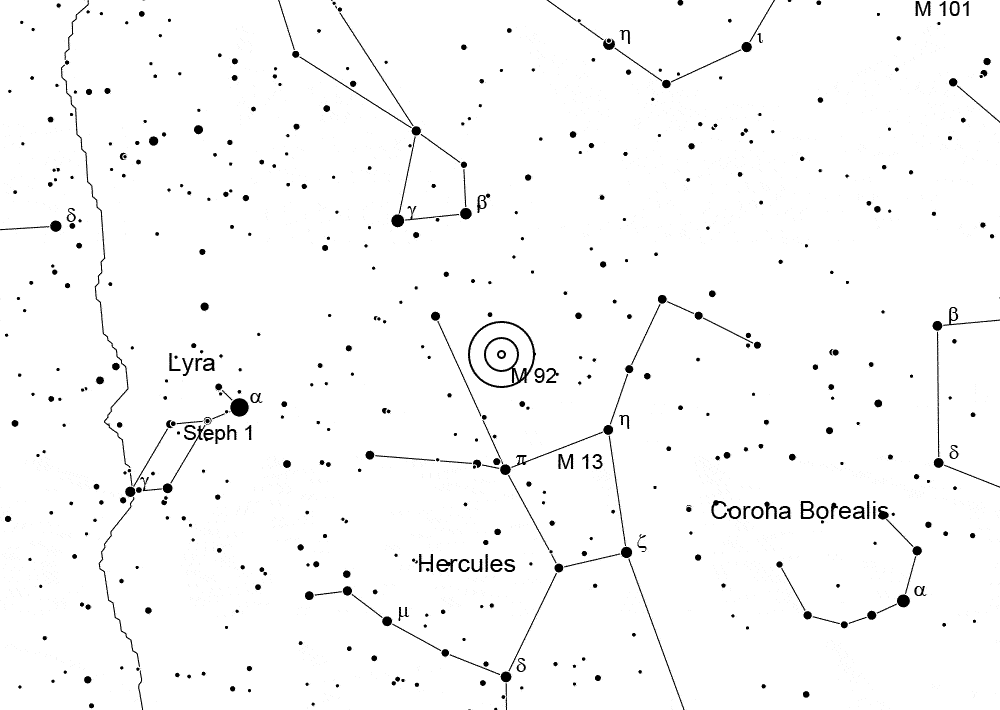 M 101
η
ι
γ
β
δ
β
Lyra
M 92
α
η
Steph 1
π
M 13
δ
γ
Corona Borealis
ζ
Hercules
α
μ
δ